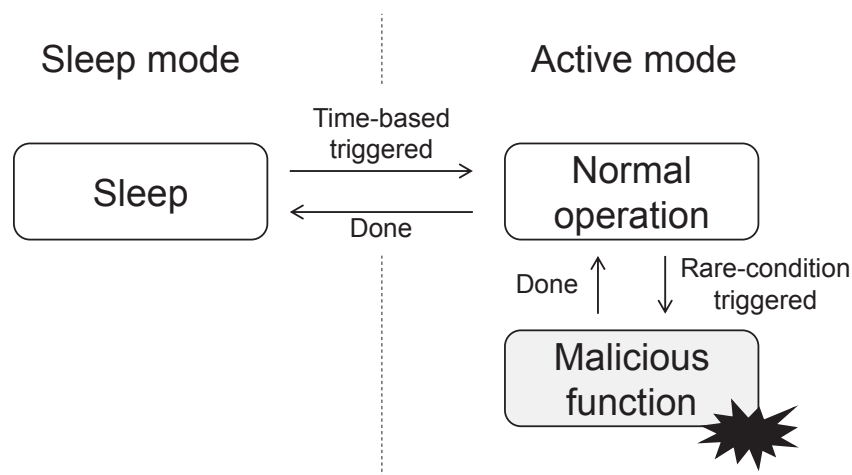 Sleep mode
Active mode
Time-based
triggered
Sleep
Normal
operation
Done
Done
Rare-condition
triggered
Malicious
function